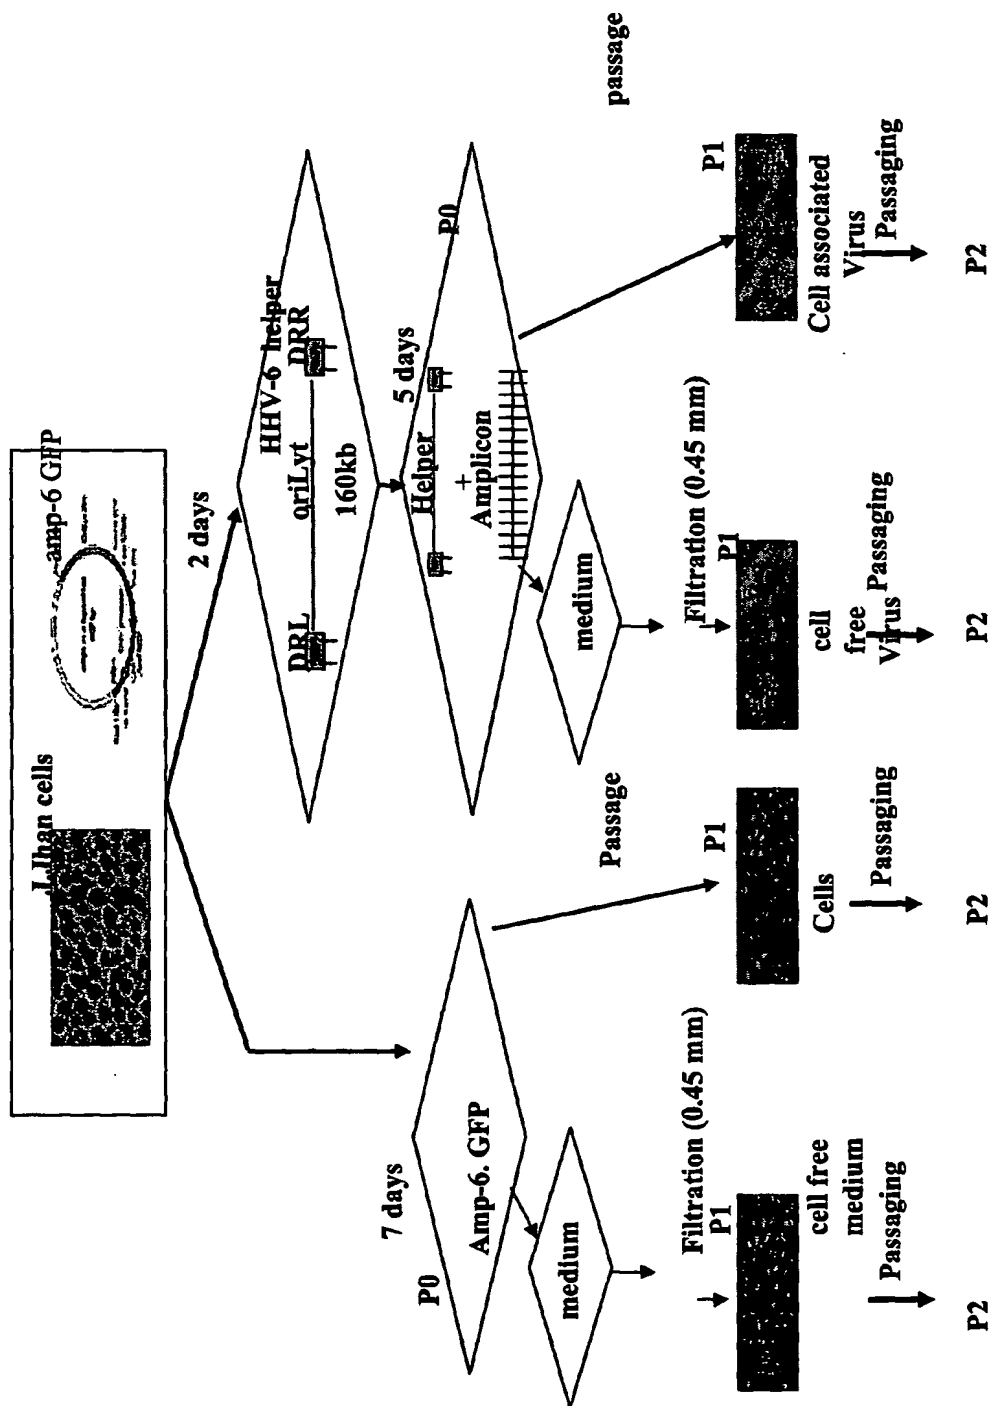 J.Jhan cells
amp-6 GFP
2 days
7 days
HHV-6 helper
DRL
oriLyt
DRR
160kb
P0
Amp-6. GFP
5 days
P0
Helper
+
Amplicon
medium
medium
Passage
passage
Filtration (0.45 mm)
Filtration (0.45 mm)
P1
P1
P1
P1
cell free
medium
Cells
cell
free
Virus
Cell associated
Virus
Passaging
Passaging
Passaging
Passaging
P2
P2
P2
P2